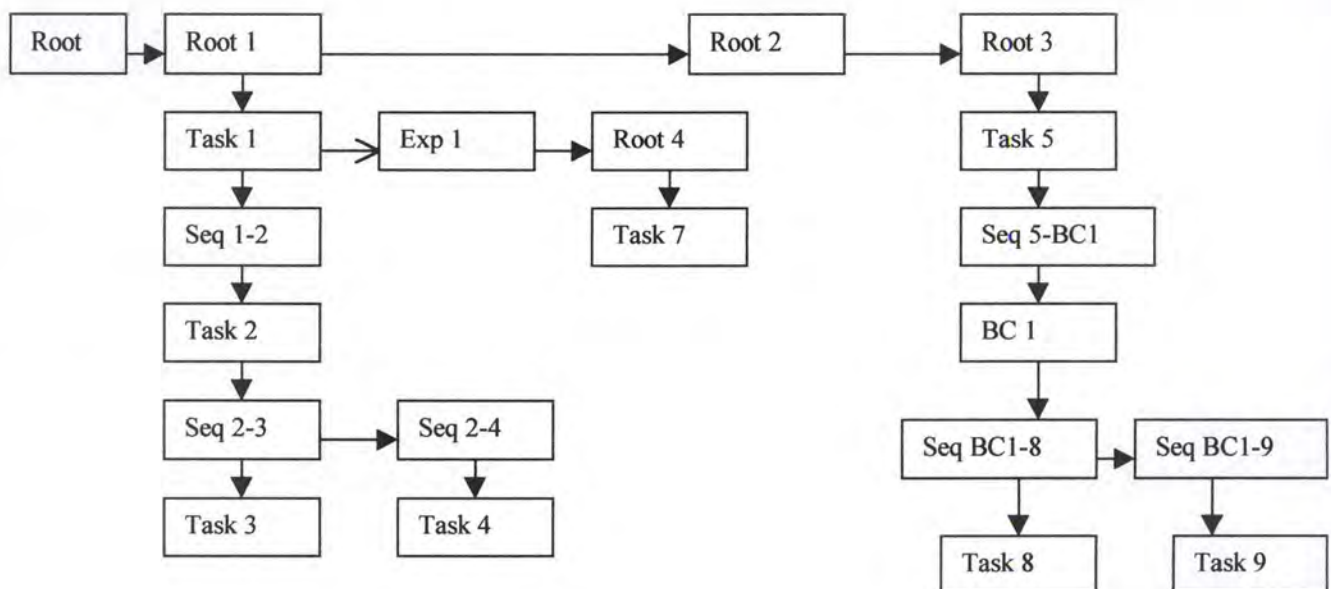 Root
Root 1
Root 2
Root 3
Task 1
Exp 1
Root 4
Task 5
Seq 1-2
Task 7
Seq 5-BC1
Task 2
BC 1
Seq 2-3
Seq 2-4
Seq BC1-8
Seq BC1-9
Task 3
Task 4
Task 8
Task 9